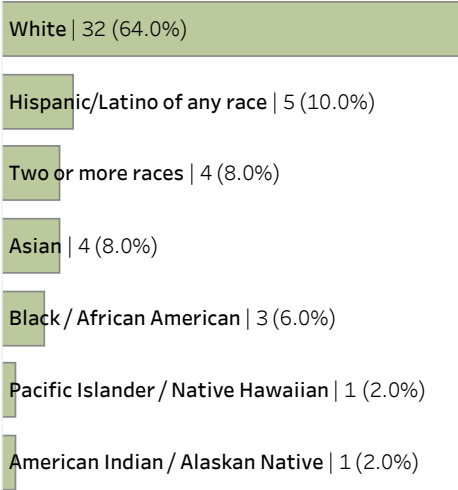 White | 32 (64.0%)
Hispanic/Latino of any race | 5 (10.0%)
Two or more races | 4 (8.0%)
Asian | 4 (8.0%)
Black / African American | 3 (6.0%)
Pacific Islander / Native Hawaiian | 1 (2.0%)
American Indian / Alaskan Native | 1 (2.0%)